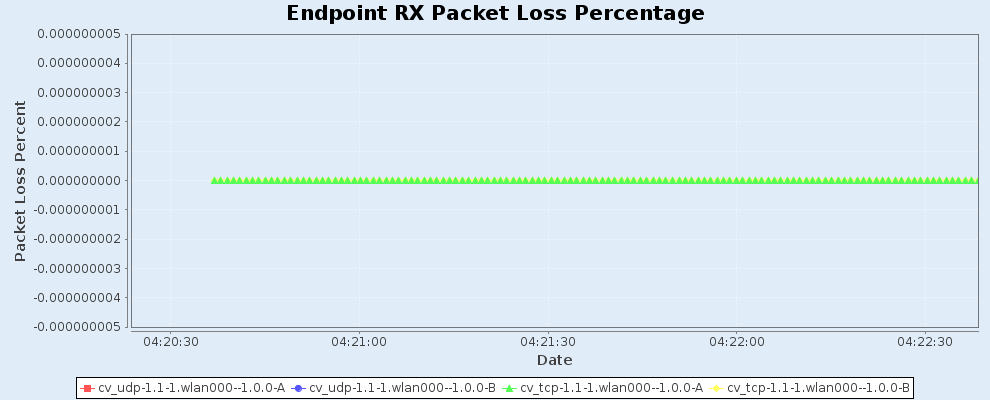 Endpoint RX Packet Loss Percentage
0.000000005
0.000000004
0.000000003
0.000000002
0.000000001
0.000000000
-0.000000001
-0.000000002
-0.000000003
-0.000000004
-0.000000005
Packet Loss Percent
04:20:30 04:21:00 04:21:30 04:22:00 04:22:30
Date
cv_udp-1.1-1.wlan000--1.0.0-A cv_udp-1.1-1.wlan000--1.0.0-B cv_tcp-1.1-1.wlan000--1.0.0-A cv_tcp-1.1-1.wlan000--1.0.0-B